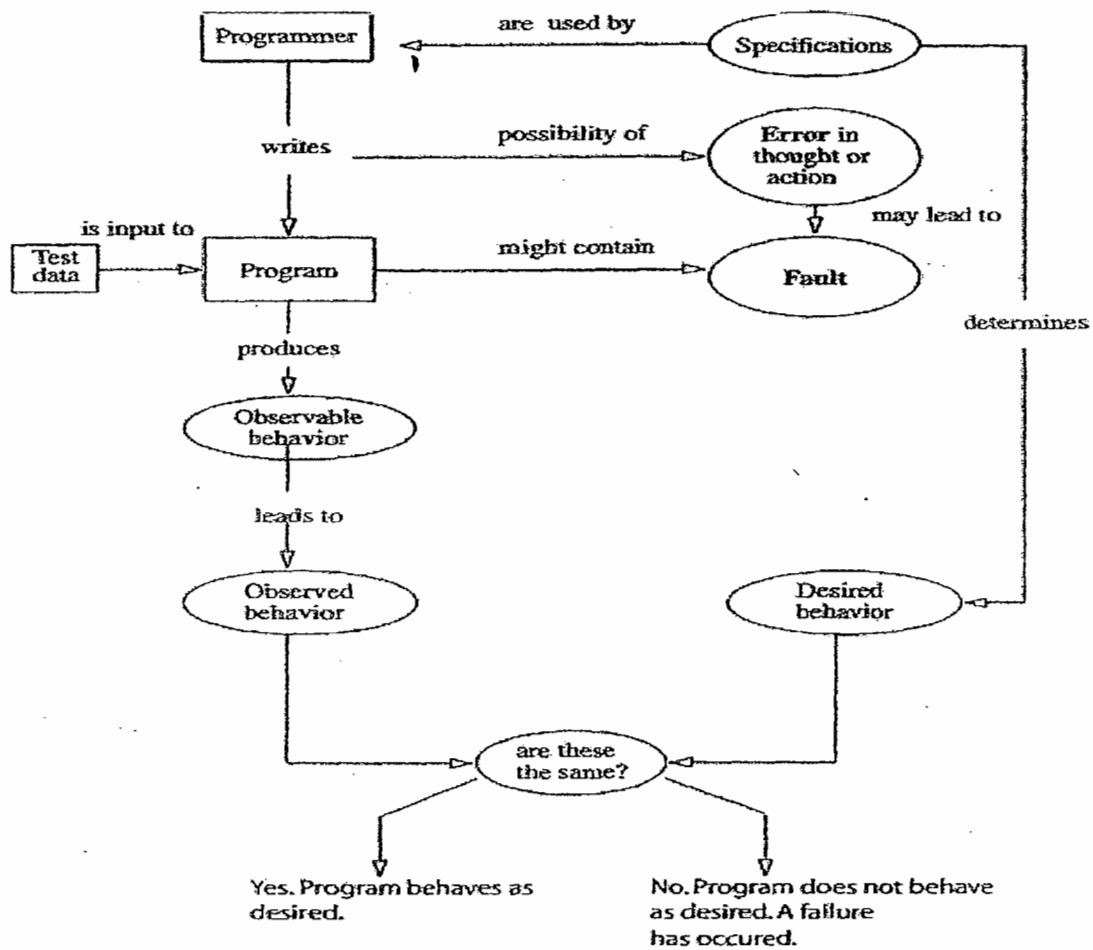 are used by
Programmer
Specifications
writes
possibility of
Error in
thought or
action
may lead to
is input to
Test
data
Program
might contain
Fault
determines
produces
Observable
behavior
leads to
Observed
behavior
Desired
behavior
are these
the same?
Yes. Program behaves as
desired.
No. Program does not behave
as desired. A failure
has occured.